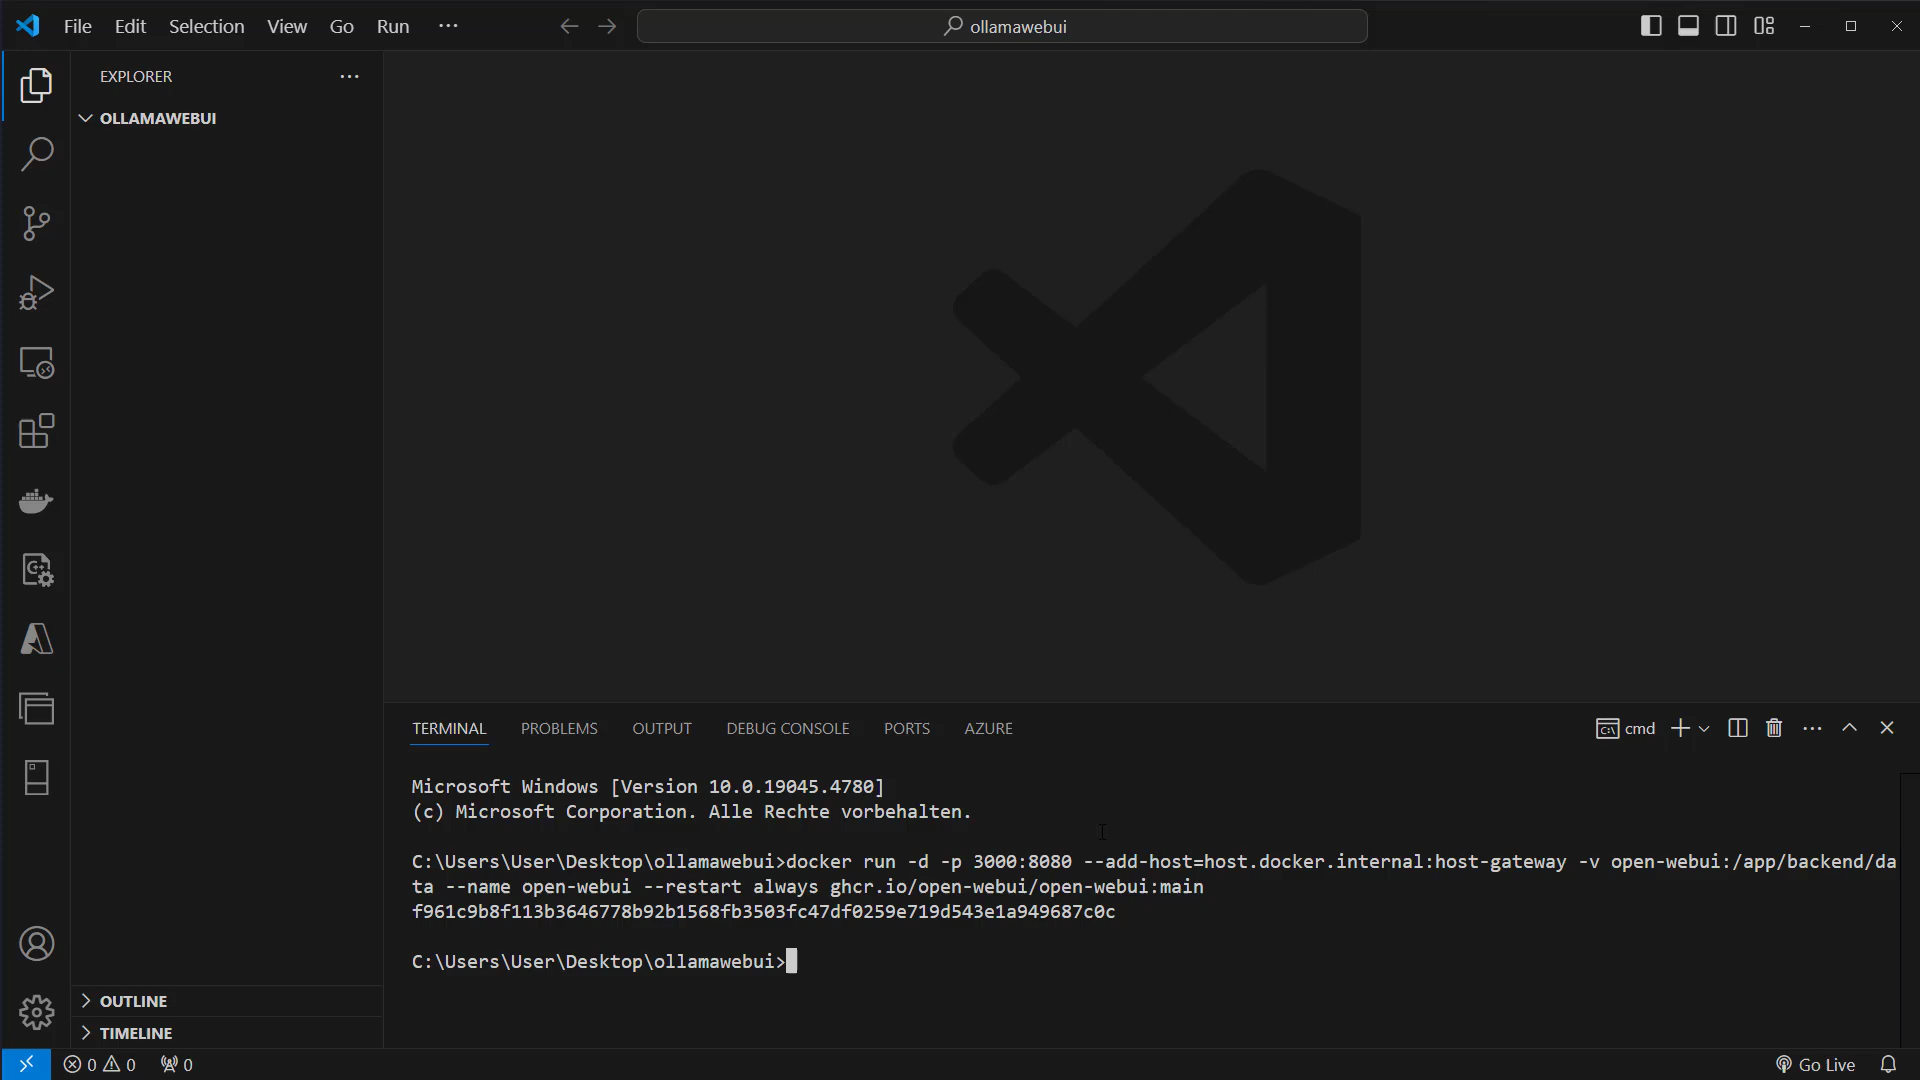 File Edit Selection View Go Run ···
ollamawebui
EXPLORER
OLLAMAWEBUI
TERMINAL PROBLEMS OUTPUT DEBUG CONSOLE PORTS AZURE
cmd
Microsoft Windows [Version 10.0.19045.4780]
(c) Microsoft Corporation. Alle Rechte vorbehalten.
C:\Users\User\Desktop\ollamawebui>docker run -d -p 3000:8080 --add-host=host.docker.internal:host-gateway -v open-webui:/app/backend/da
ta --name open-webui --restart always ghcr.io/open-webui/open-webui:main
f961c9b8f113b3646778b92b1568fb3503fc47df0259e719d543e1a949687c0c
C:\Users\User\Desktop\ollamawebui>
OUTLINE
TIMELINE
0 0 0
Go Live